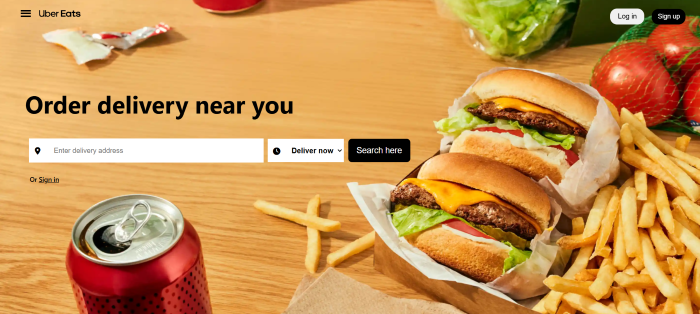 Uber Eats
Log in
Sign up
Order delivery near you
Enter delivery address
Deliver now
Search here
Or Sign in